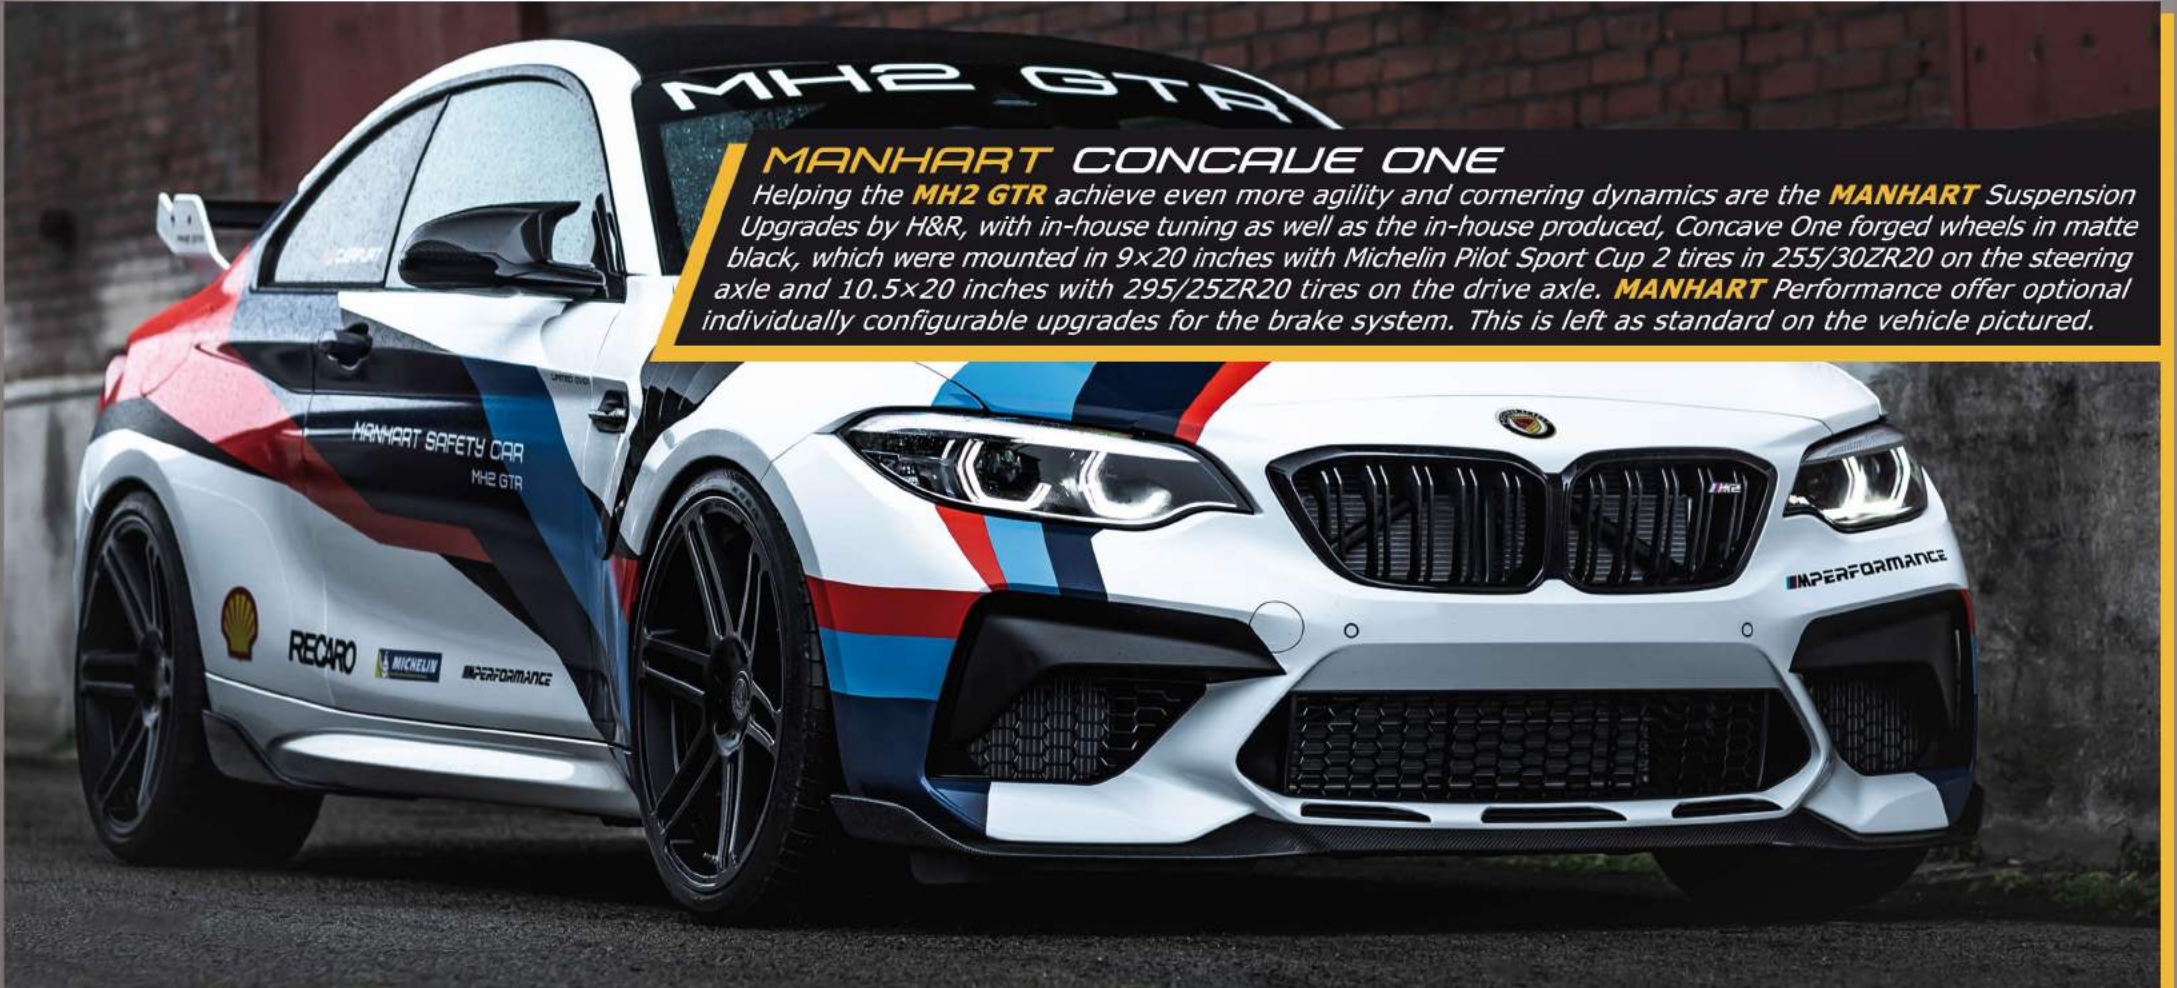 MH2 GTR
MANHART CONCAVE ONE
Helping the MH2 GTR achieve even more agility and cornering dynamics are the MANHART Suspension
Upgrades by H&R, with in-house tuning as well as the in-house produced, Concave One forged wheels in matte
black, which were mounted in 9×20 inches with Michelin Pilot Sport Cup 2 tires in 255/30ZR20 on the steering
axle and 10.5×20 inches with 295/25ZR20 tires on the drive axle. MANHART Performance offer optional
individually configurable upgrades for the brake system. This is left as standard on the vehicle pictured.
MANHART SAFETY CAR
MH2 GTR
MH2
MPERFORMANCE
RECARO
MICHELIN
MPERFORMANCE